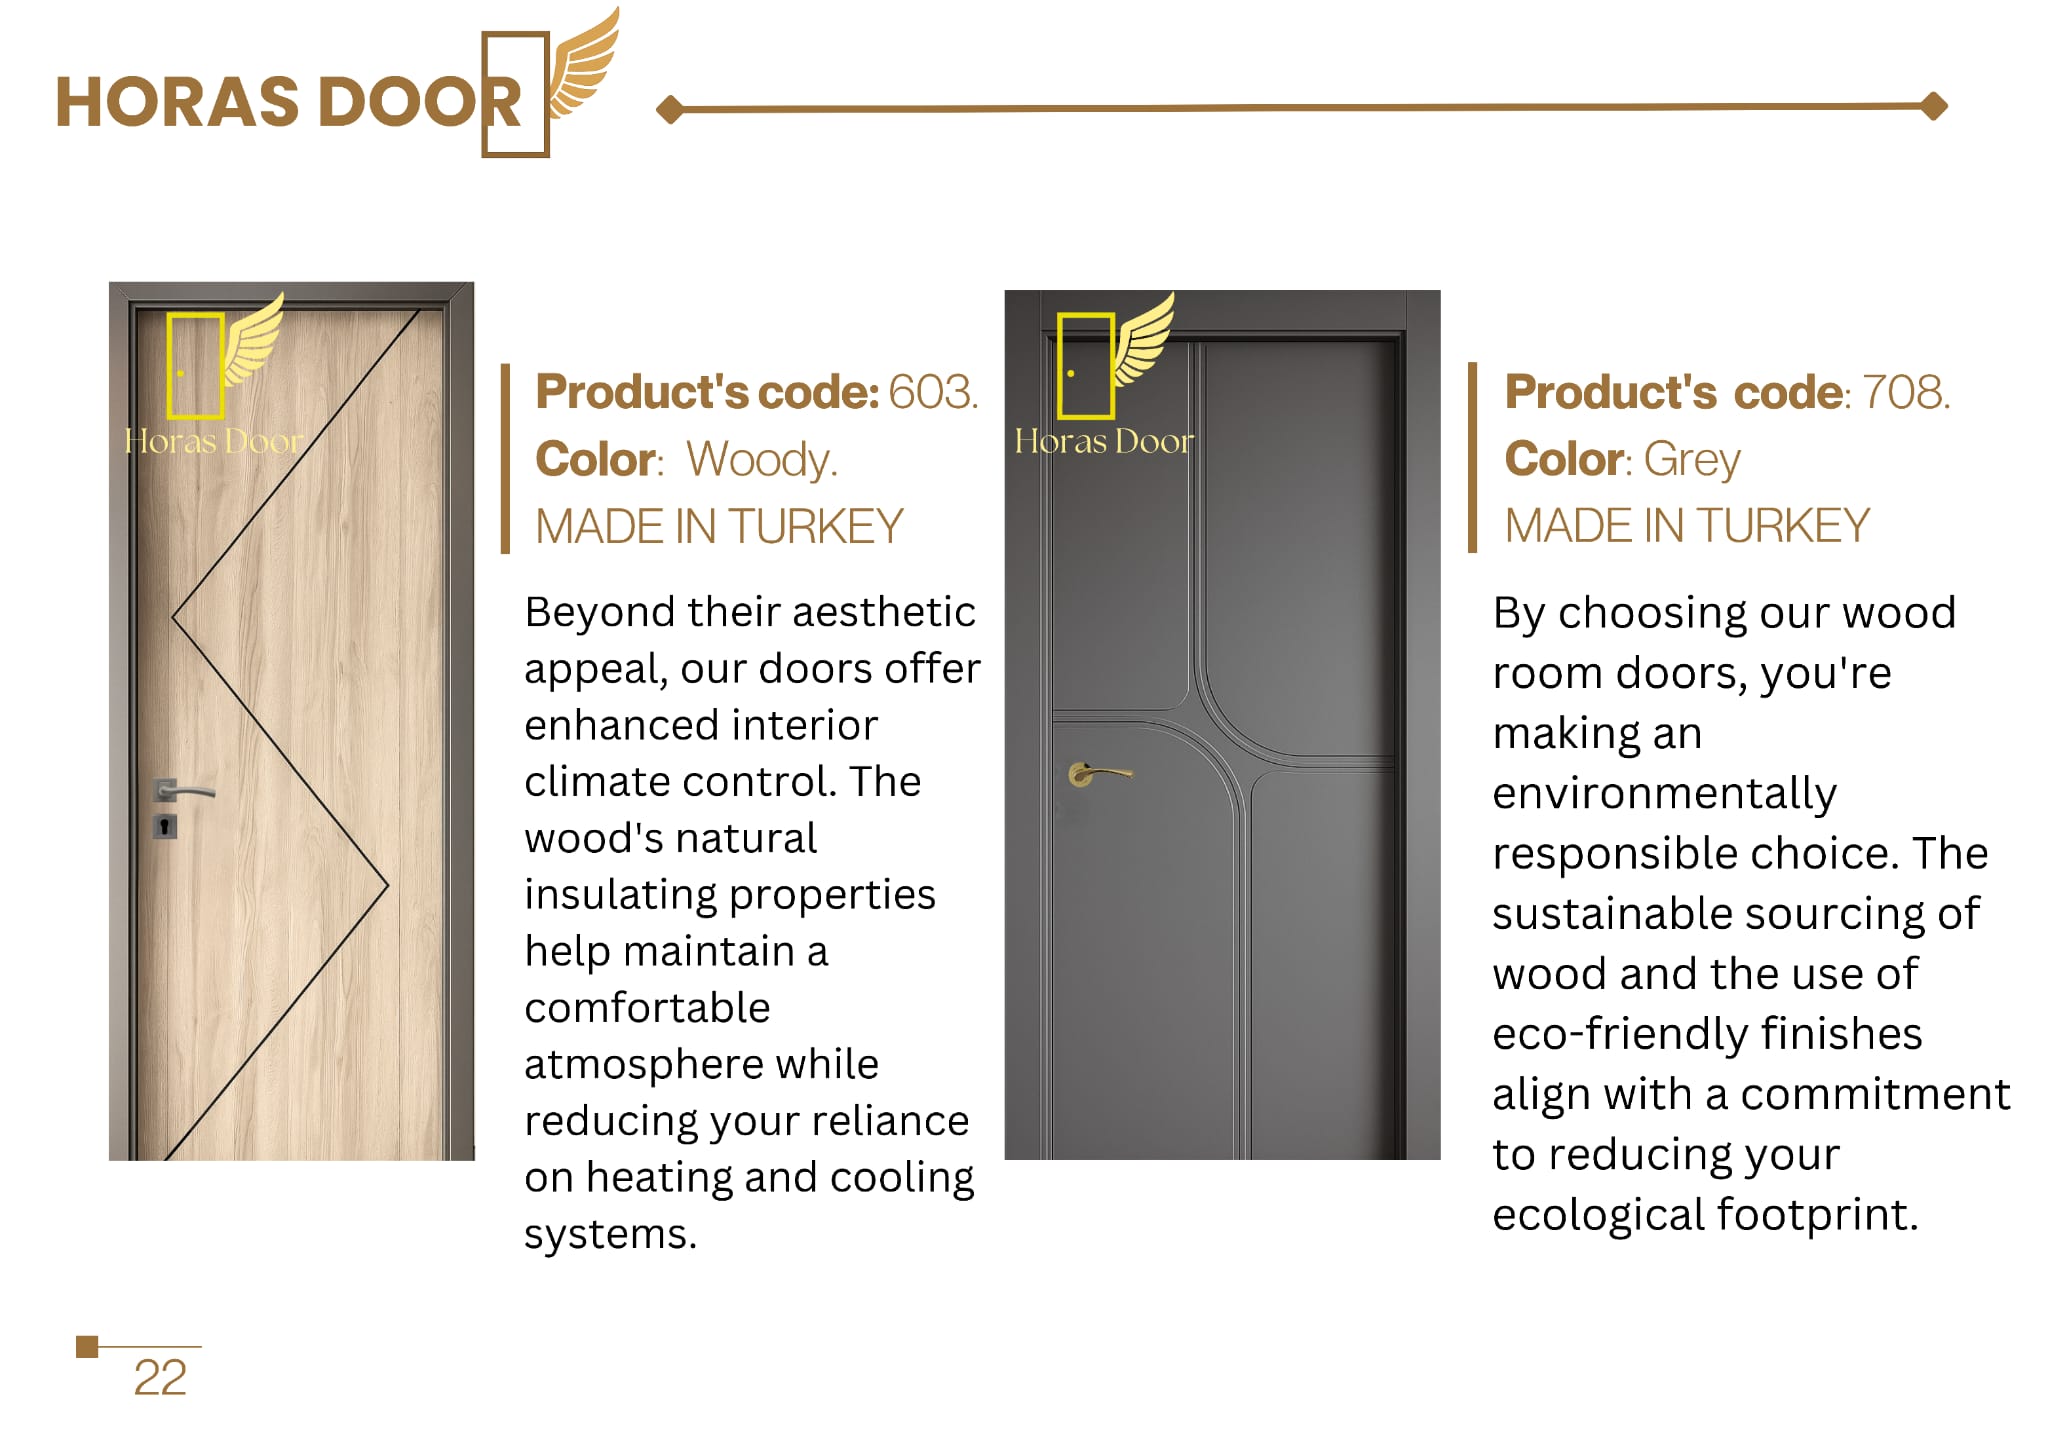 HORAS DOOR
Horas Door
Product's code: 603.
Color: Woody.
MADE IN TURKEY
Beyond their aesthetic
appeal, our doors offer
enhanced interior
climate control. The
wood's natural
insulating properties
help maintain a
comfortable
atmosphere while
reducing your reliance
on heating and cooling
systems.
Horas Door
Product's code: 708.
Color: Grey
MADE IN TURKEY
By choosing our wood
room doors, you're
making an
environmentally
responsible choice. The
sustainable sourcing of
wood and the use of
eco-friendly finishes
align with a commitment
to reducing your
ecological footprint.
22